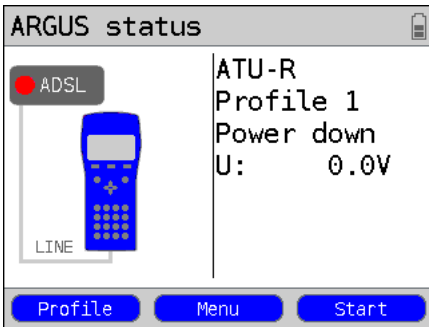 ARGUS status
ADSL
ATU-R
Profile 1
Power down
U: 0.0V
LINE
Profile Menu Start